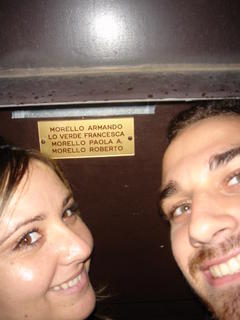 MORELLO ARMANDO
LO VERDE FRANCESCA
MORELLO PAOLA A.
MORELLO ROBERTO